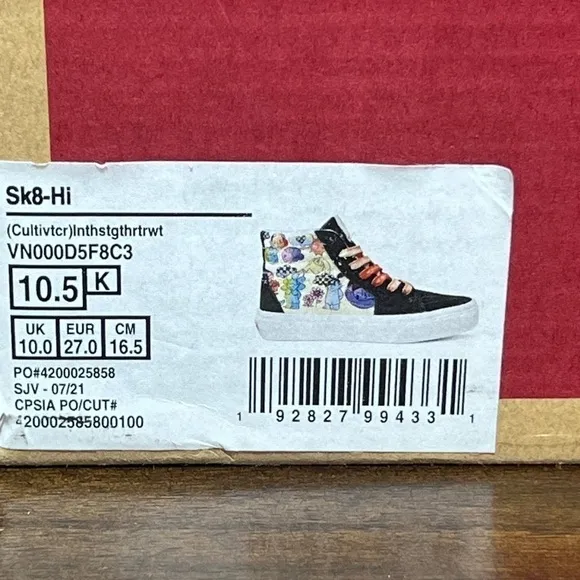 Sk8-Hi
(Cultivtcr)Inthstgthrtrwt
VN000D5F8C3
10.5 K
UK EUR CM
10.0 27.0 16.5
PO#4200025858
SJV - 07/21
CPSIA PO/CUT#
420002585800100
1 92827 99433 1